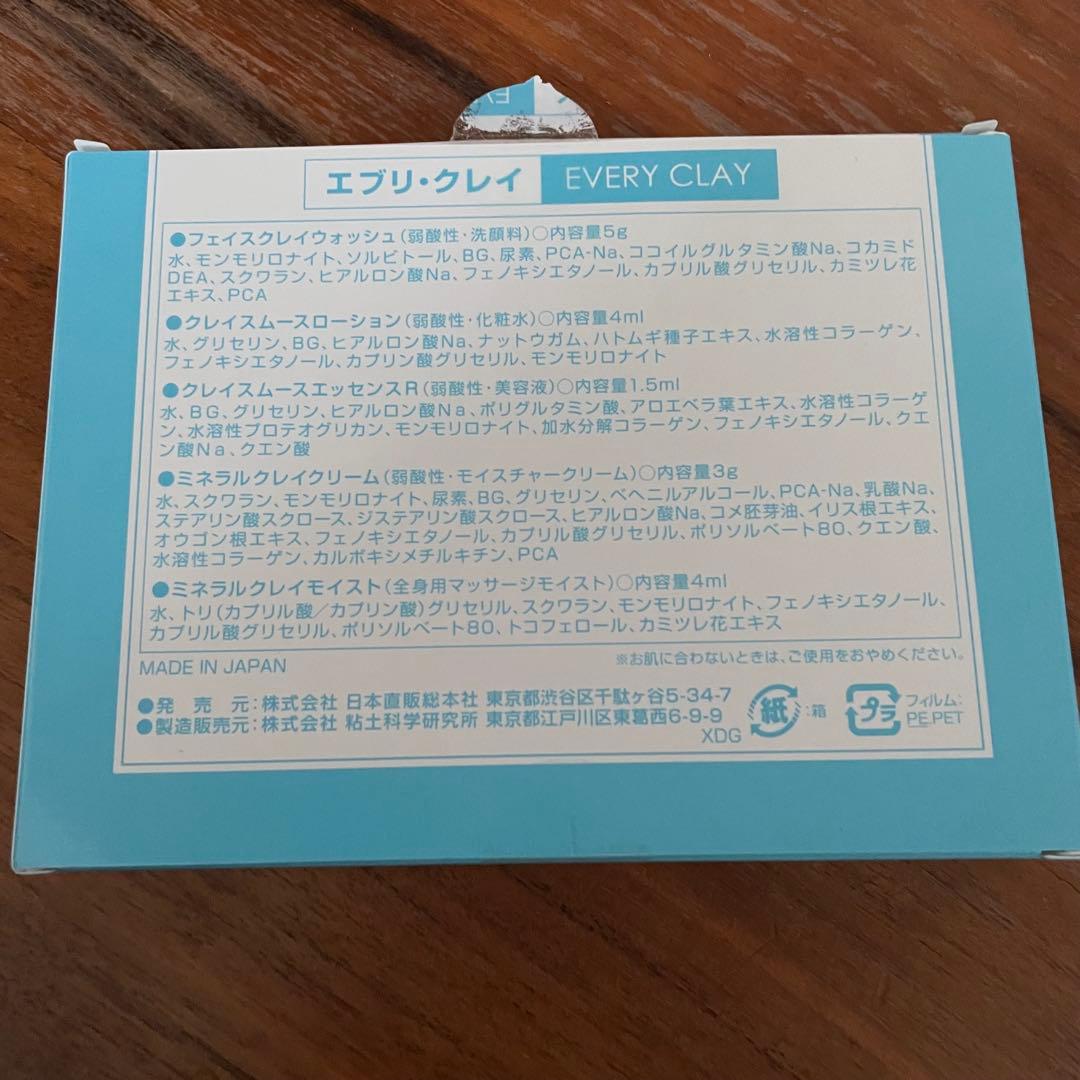 エブリ・クレイ EVERY CLAY
●フェイスクレイウォッシュ(弱酸性・洗顔料)○内容量5g
水、モンモリロナイト、ソルビトール、BG、尿素、PCA-Na、ココイルグルタミン酸Na、コカミド
DEA、スクワラン、ヒアルロン酸Na、フェノキシエタノール、カプリル酸グリセリル、カミツレ花
エキス、PCA
●クレイスムースローション(弱酸性・化粧水)○内容量4ml
水、グリセリン、BG、ヒアルロン酸Na、ナットウガム、ハトムギ種子エキス、水溶性コラーゲン、
フェノキシエタノール、カプリン酸グリセリル、モンモリロナイト
●クレイスムースエッセンスR(弱酸性・美容液)○内容量1.5ml
水、BG、グリセリン、ヒアルロン酸Na、ポリグルタミン酸、アロエベラ葉エキス、水溶性コラーゲ
ン、水溶性プロテオグリカン、モンモリロナイト、加水分解コラーゲン、フェノキシエタノール、クエ
ン酸Na、クエン酸
●ミネラルクレイクリーム(弱酸性・モイスチャークリーム)○内容量3g
水、スクワラン、モンモリロナイト、尿素、BG、グリセリン、ベヘニルアルコール、PCA-Na、乳酸Na、
ステアリン酸スクロース、ジステアリン酸スクロース、ヒアルロン酸Na、コメ胚芽油、イリス根エキス、
オウゴン根エキス、フェノキシエタノール、カプリル酸グリセリル、ポリソルベート80、クエン酸、
水溶性コラーゲン、カルボキシメチルキチン、PCA
●ミネラルクレイモイスト(全身用マッサージモイスト)○内容量4ml
水、トリ(カプリル酸/カプリン酸)グリセリル、スクワラン、モンモリロナイト、フェノキシエタノール、
カプリル酸グリセリル、ポリソルベート80、トコフェロール、カミツレ花エキス
MADE IN JAPAN ※お肌に合わないときは、ご使用をおやめください。
●発売元:株式会社 日本直販総本社 東京都渋谷区千駄ヶ谷5-34-7
●製造販売元:株式会社 粘土科学研究所 東京都江戸川区東葛西6-9-9
XDG
紙 :箱
プラ フィルム:
PE,PET